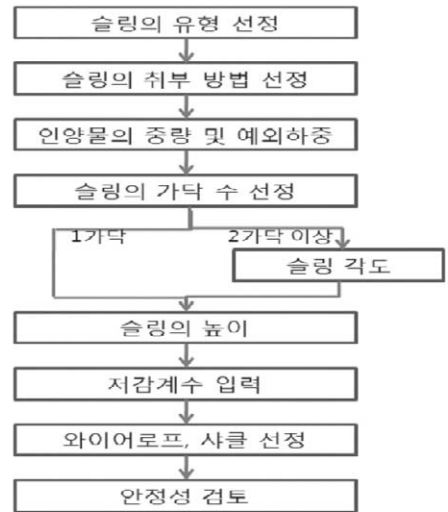 슬링의 유형 선정
슬링의 취부 방법 선정
인양물의 중량 및 예외하중
슬링의 가닥 수 선정
1가닥
2가닥 이상
슬링 각도
슬링의 높이
저감계수 입력
와이어로프, 샤클 선정
안정성 검토